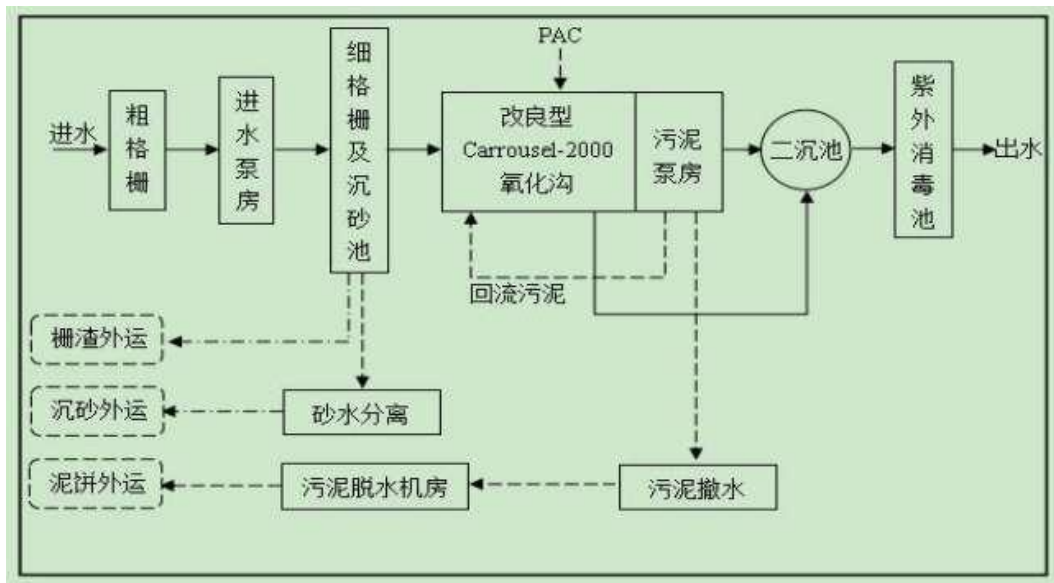 PAC
进水
粗格栅
进水泵房
细格栅及沉砂池
改良型
Carrousel-2000
氧化沟
污泥
泵房
二沉池
紫外消毒池
出水
回流污泥
栅渣外运
沉砂外运
砂水分离
泥饼外运
污泥脱水机房
污泥撤水